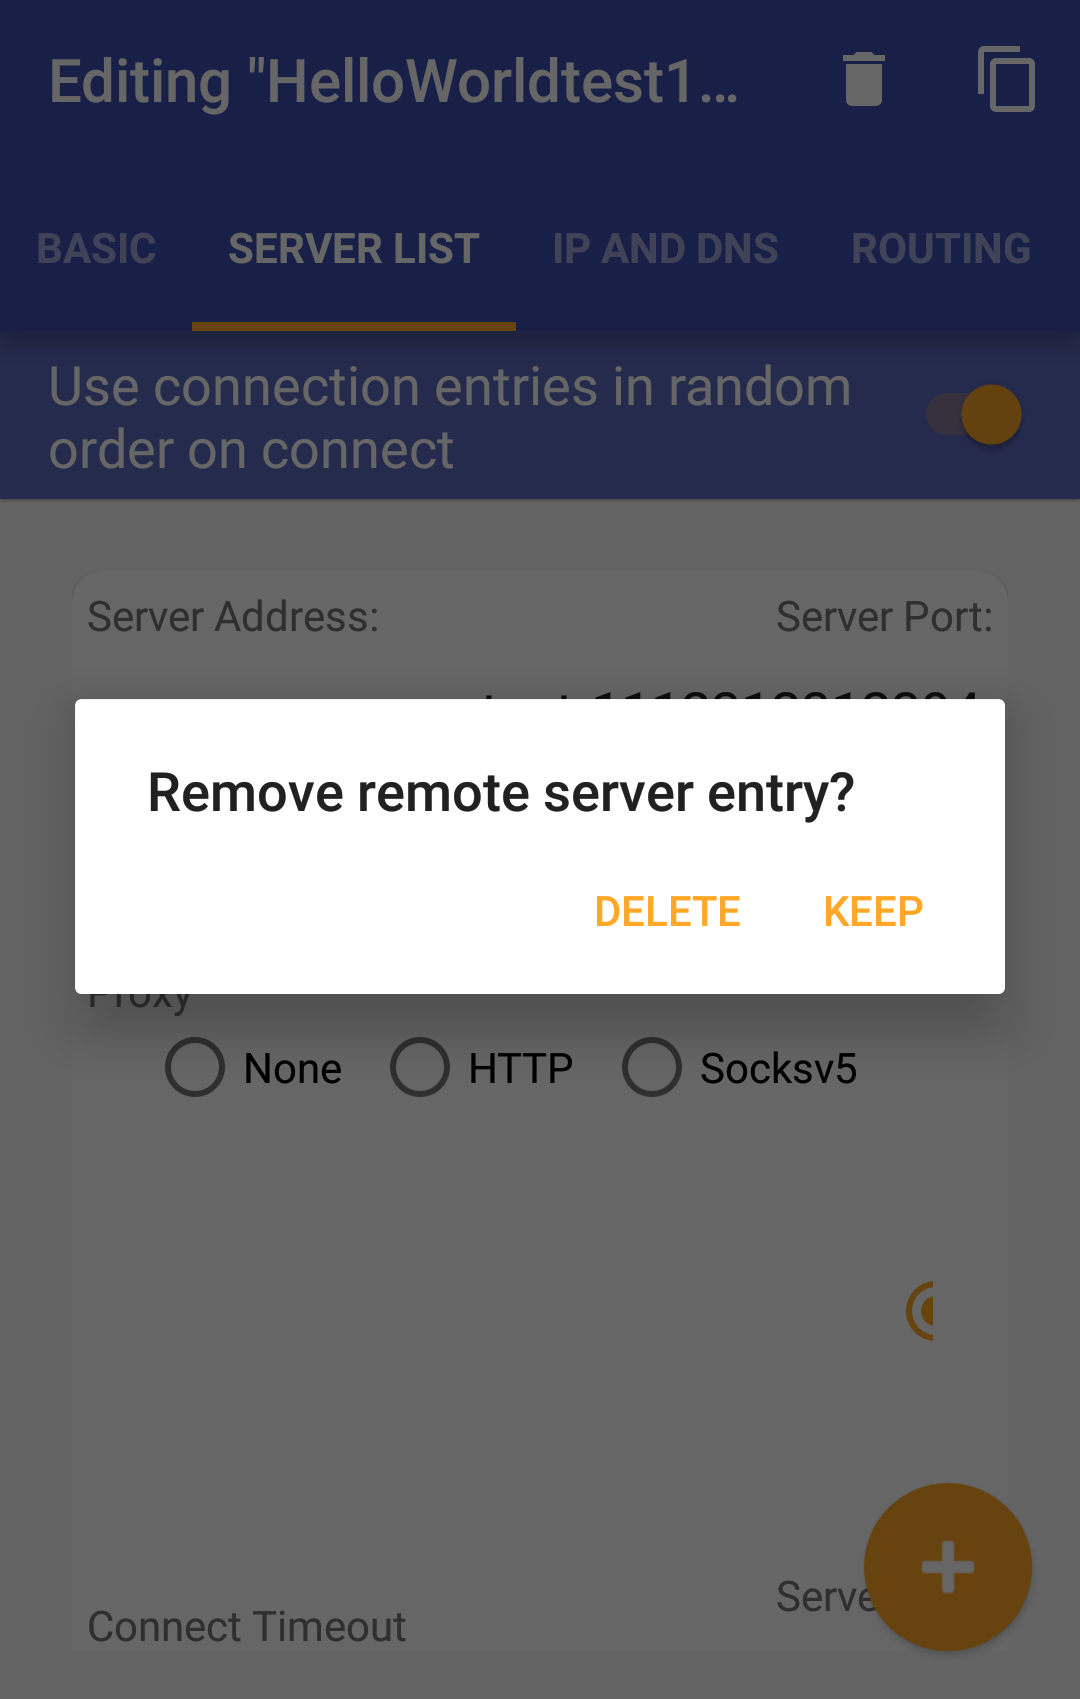 Editing "HelloWorldtest1…
BASIC SERVER LIST IP AND DNS ROUTING
Use connection entries in random
order on connect
Server Address: Server Port:
Remove remote server entry?
DELETE KEEP
Proxy
None HTTP Socksv5
Serve
Connect Timeout